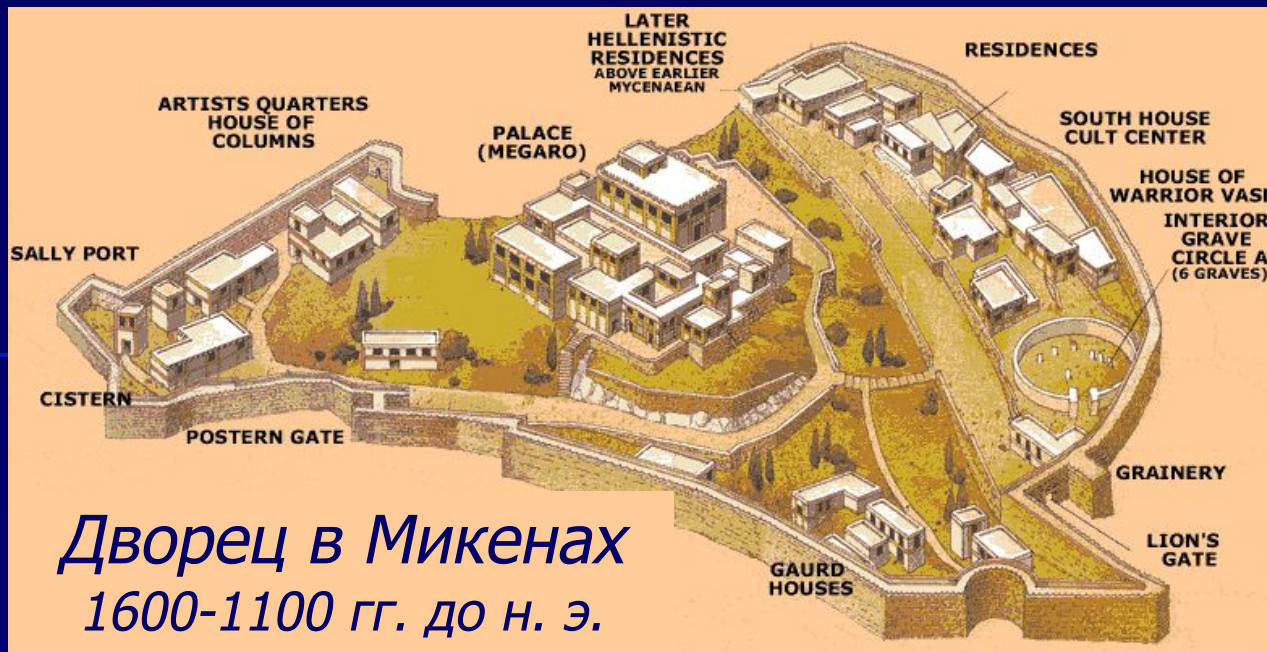 LATER
HELLENISTIC
RESIDENCES
ABOVE EARLIER
MYCENAEAN
RESIDENCES
ARTISTS QUARTERS
HOUSE OF
COLUMNS
PALACE
(MEGARO)
SOUTH HOUSE
CULT CENTER
HOUSE OF
WARRIOR VASE
INTERIOR
GRAVE
CIRCLE A
(6 GRAVES)
SALLY PORT
CISTERN
POSTERN GATE
GRAINERY
LION'S
GATE
GAURD
HOUSES
Дворец в Микенах
1600-1100 гг. до н. э.